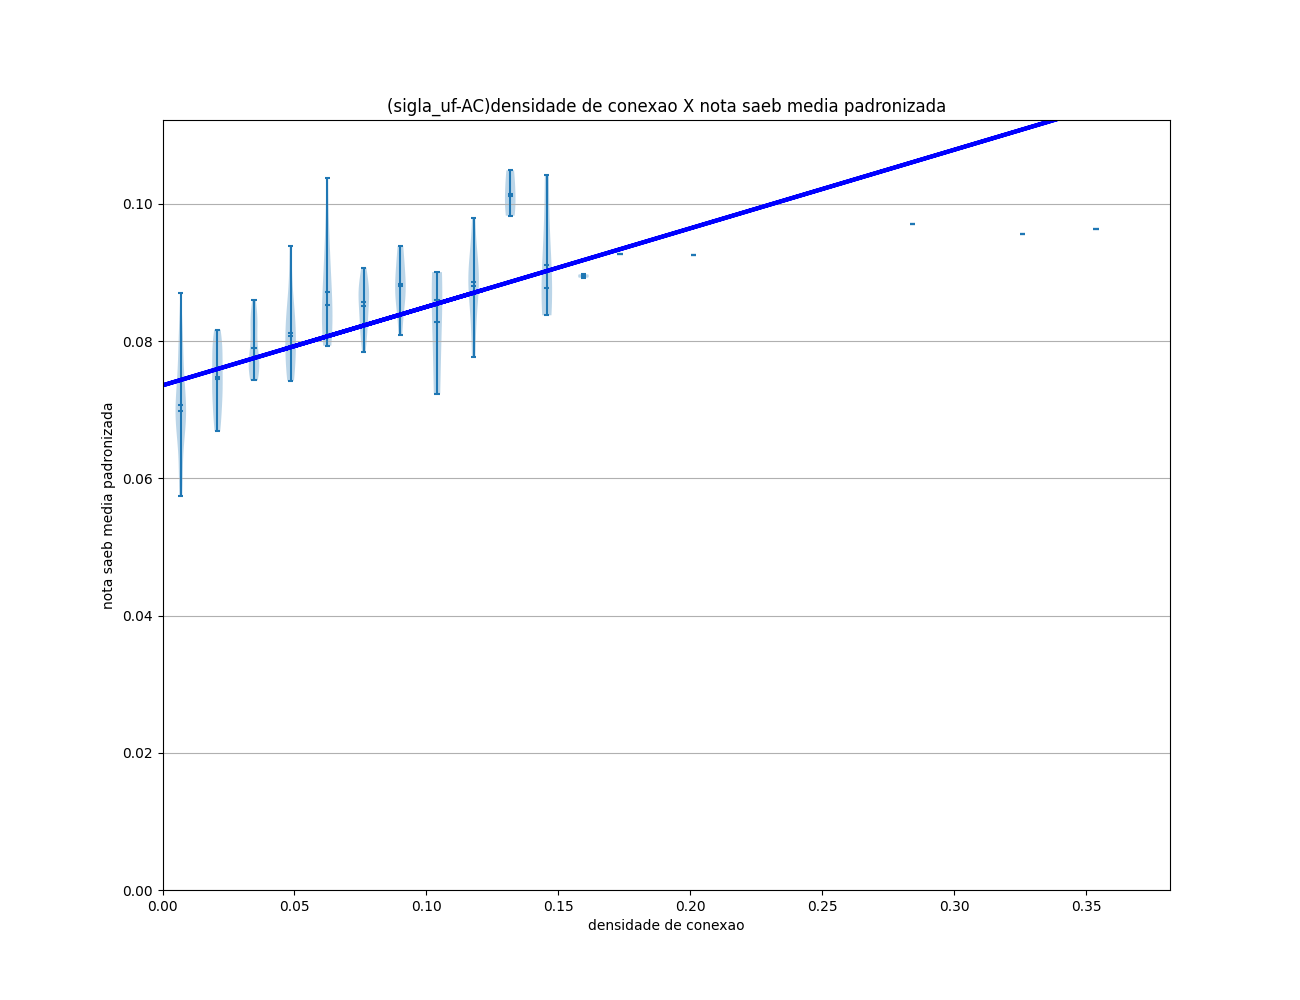 (sigla_uf-AC)densidade de conexao X nota saeb media padronizada
nota saeb media padronizada
0.10
0.08
0.06
0.04
0.02
0.00
0.00 0.05 0.10 0.15 0.20 0.25 0.30 0.35
densidade de conexao